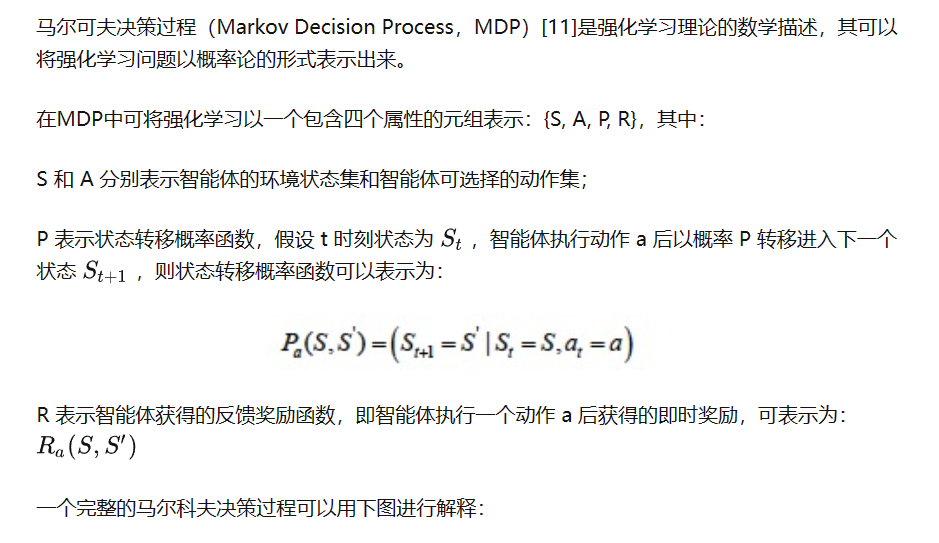 马尔可夫决策过程（Markov Decision Process，MDP）[11]是强化学习理论的数学描述，其可以
将强化学习问题以概率论的形式表示出来。
在MDP中可将强化学习以一个包含四个属性的元组表示：{S, A, P, R}，其中：
S 和 A 分别表示智能体的环境状态集和智能体可选择的动作集；
P 表示状态转移概率函数，假设 t 时刻状态为 S_t ，智能体执行动作 a 后以概率 P 转移进入下一个
状态 S_{t+1} ，则状态转移概率函数可以表示为：
P_a(S,S')=(S_{t+1}=S'|S_t=S,a_t=a)
R 表示智能体获得的反馈奖励函数，即智能体执行一个动作 a 后获得的即时奖励，可表示为：
R_a(S, S′)
一个完整的马尔科夫决策过程可以用下图进行解释：